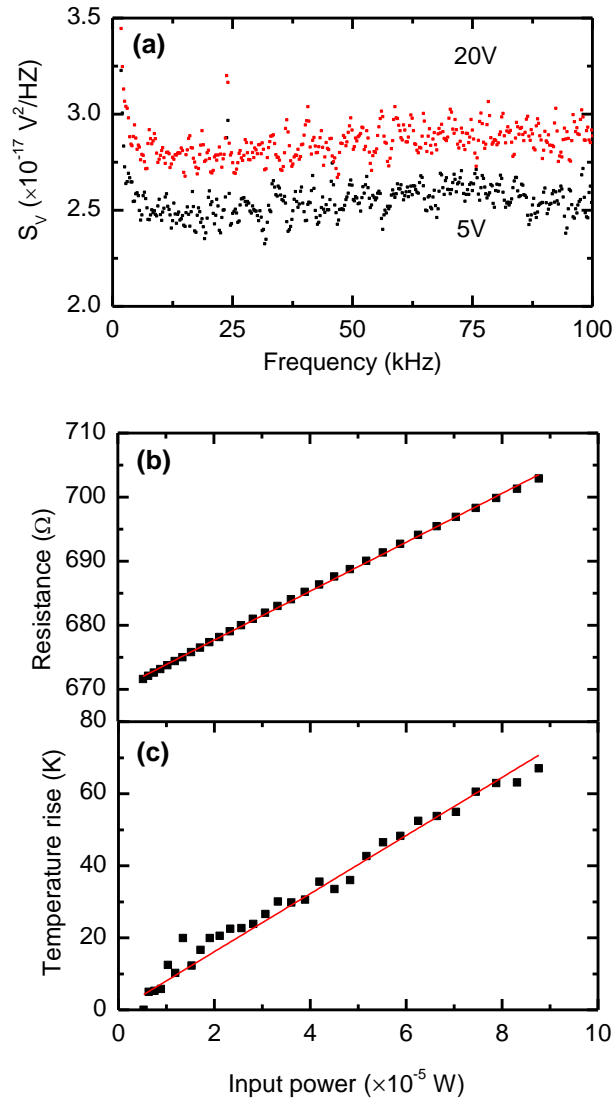 3.5
3.0
2.5
2.0
S_V (×10^-17 V^2/HZ)
(a)
20V
5V
0 25 50 75 100
Frequency (kHz)
710
700
690
680
670
Resistance (Ω)
(b)
80
60
40
20
0
Temperature rise (K)
(c)
0 2 4 6 8 10
Input power (×10^-5 W)